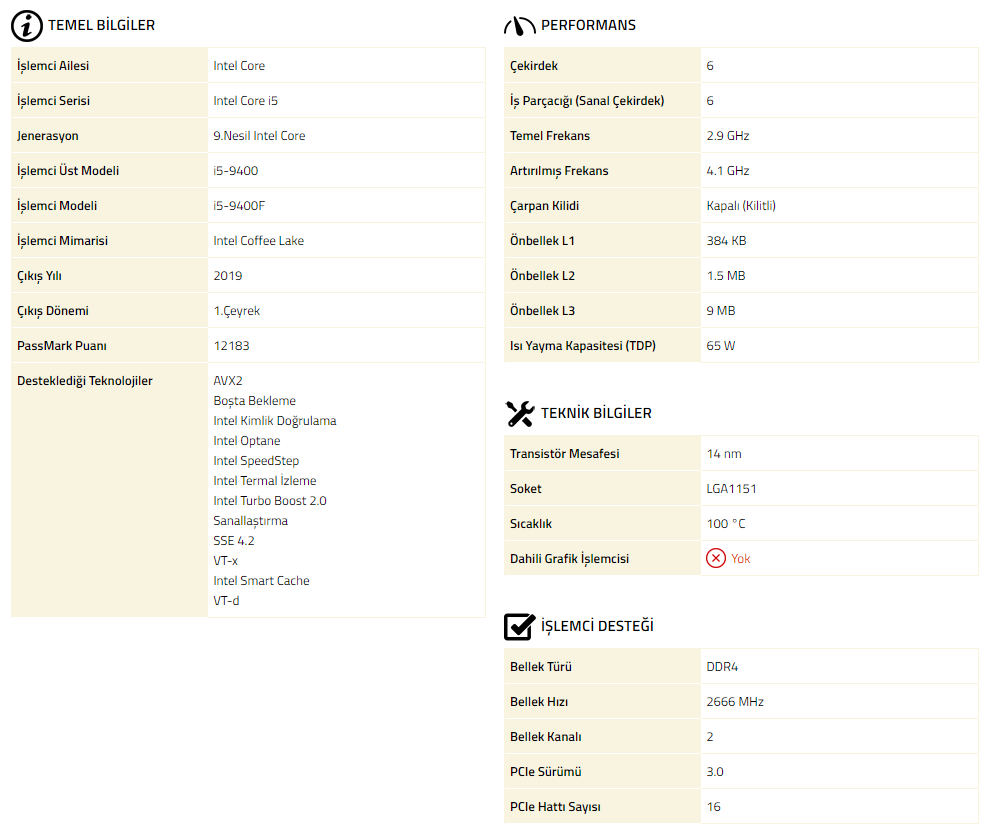 TEMEL BİLGİLER
İşlemci Ailesi Intel Core
İşlemci Serisi Intel Core i5
Jenerasyon 9.Nesil Intel Core
İşlemci Üst Modeli i5-9400
İşlemci Modeli i5-9400F
İşlemci Mimarisi Intel Coffee Lake
Çıkış Yılı 2019
Çıkış Dönemi 1.Çeyrek
PassMark Puanı 12183
Desteklediği Teknolojiler AVX2
Boşta Bekleme
Intel Kimlik Doğrulama
Intel Optane
Intel SpeedStep
Intel Termal İzleme
Intel Turbo Boost 2.0
Sanallaştırma
SSE 4.2
VT-x
Intel Smart Cache
VT-d
PERFORMANS
Çekirdek 6
İş Parçacığı (Sanal Çekirdek) 6
Temel Frekans 2.9 GHz
Artırılmış Frekans 4.1 GHz
Çarpan Kilidi Kapalı (Kilitli)
Önbellek L1 384 KB
Önbellek L2 1.5 MB
Önbellek L3 9 MB
Isı Yayma Kapasitesi (TDP) 65 W
TEKNİK BİLGİLER
Transistör Mesafesi 14 nm
Soket LGA1151
Sıcaklık 100 °C
Dahili Grafik İşlemcisi Yok
İŞLEMCİ DESTEĞİ
Bellek Türü DDR4
Bellek Hızı 2666 MHz
Bellek Kanalı 2
PCIe Sürümü 3.0
PCIe Hattı Sayısı 16